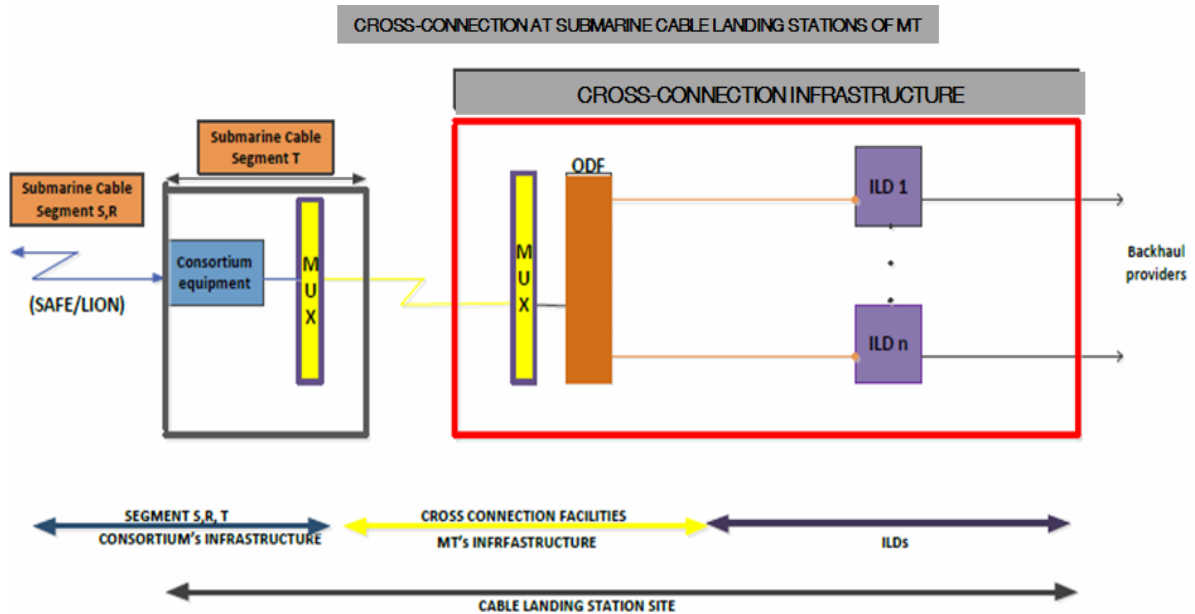 CROSS-CONNECTION AT SUBMARINE CABLE LANDING STATIONS OF MT
CROSS-CONNECTION INFRASTRUCTURE
Submarine Cable
Segment T
Submarine Cable
Segment S,R
(SAFE/LION)
Consortium
equipment
M
U
X
M
U
X
ODF
ILD 1
ILD n
Backhaul
providers
SEGMENT S,R, T
CONSORTIUM's INFRASTRUCTURE
CROSS CONNECTION FACILITIES
MT's INFRFASTRUCTURE
ILDs
CABLE LANDING STATION SITE